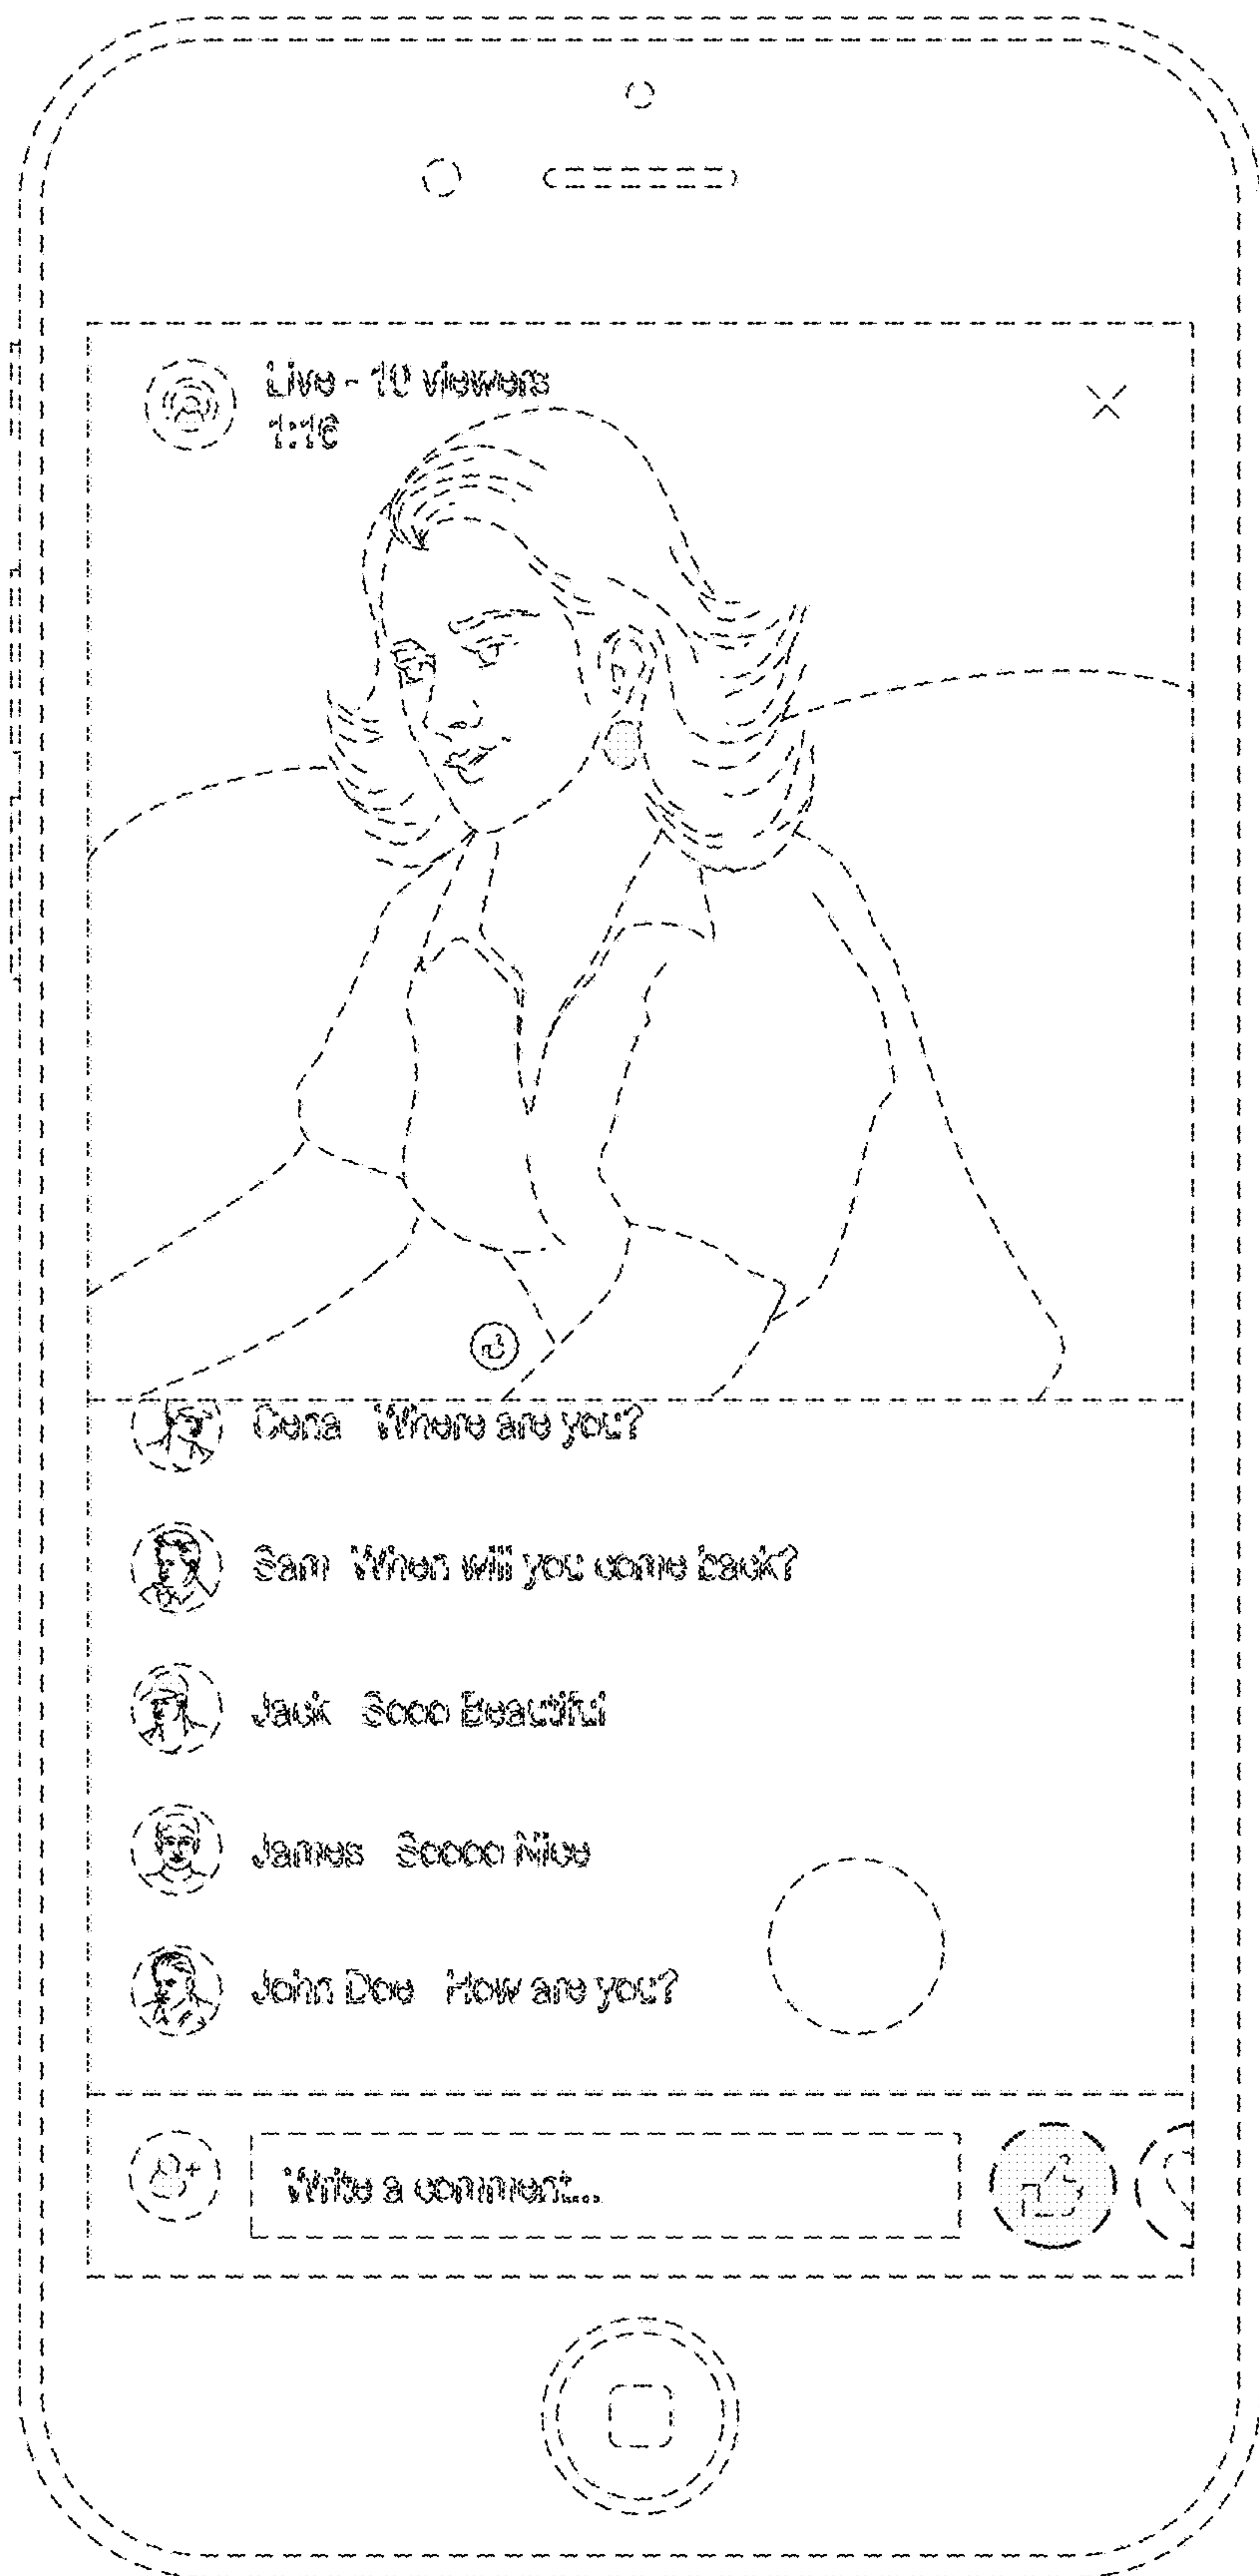 Live - 10 viewers
1:16
Cena Where are you?
Sam When will you come back?
Jack Sooo Beautiful
James Soooo Nice
John Doe How are you?
Write a comment...